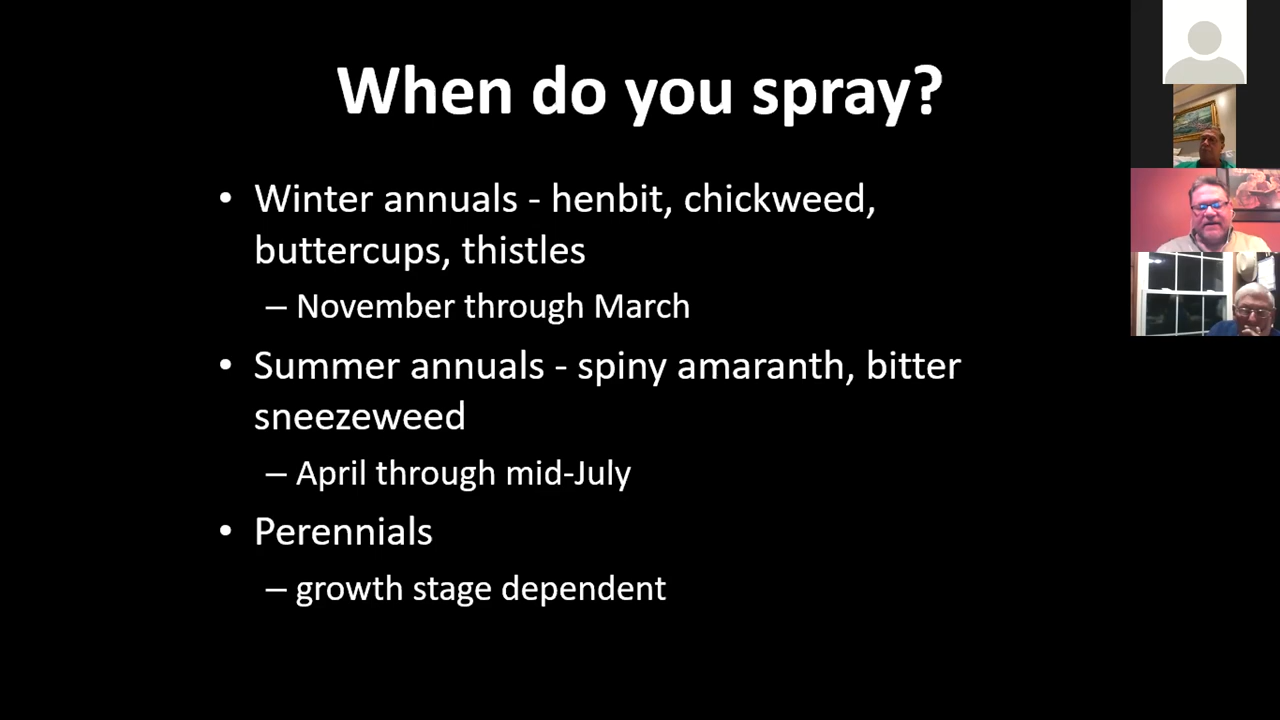 When do you spray?
• Winter annuals - henbit, chickweed,
buttercups, thistles
– November through March
• Summer annuals - spiny amaranth, bitter
sneezeweed
– April through mid-July
• Perennials
– growth stage dependent